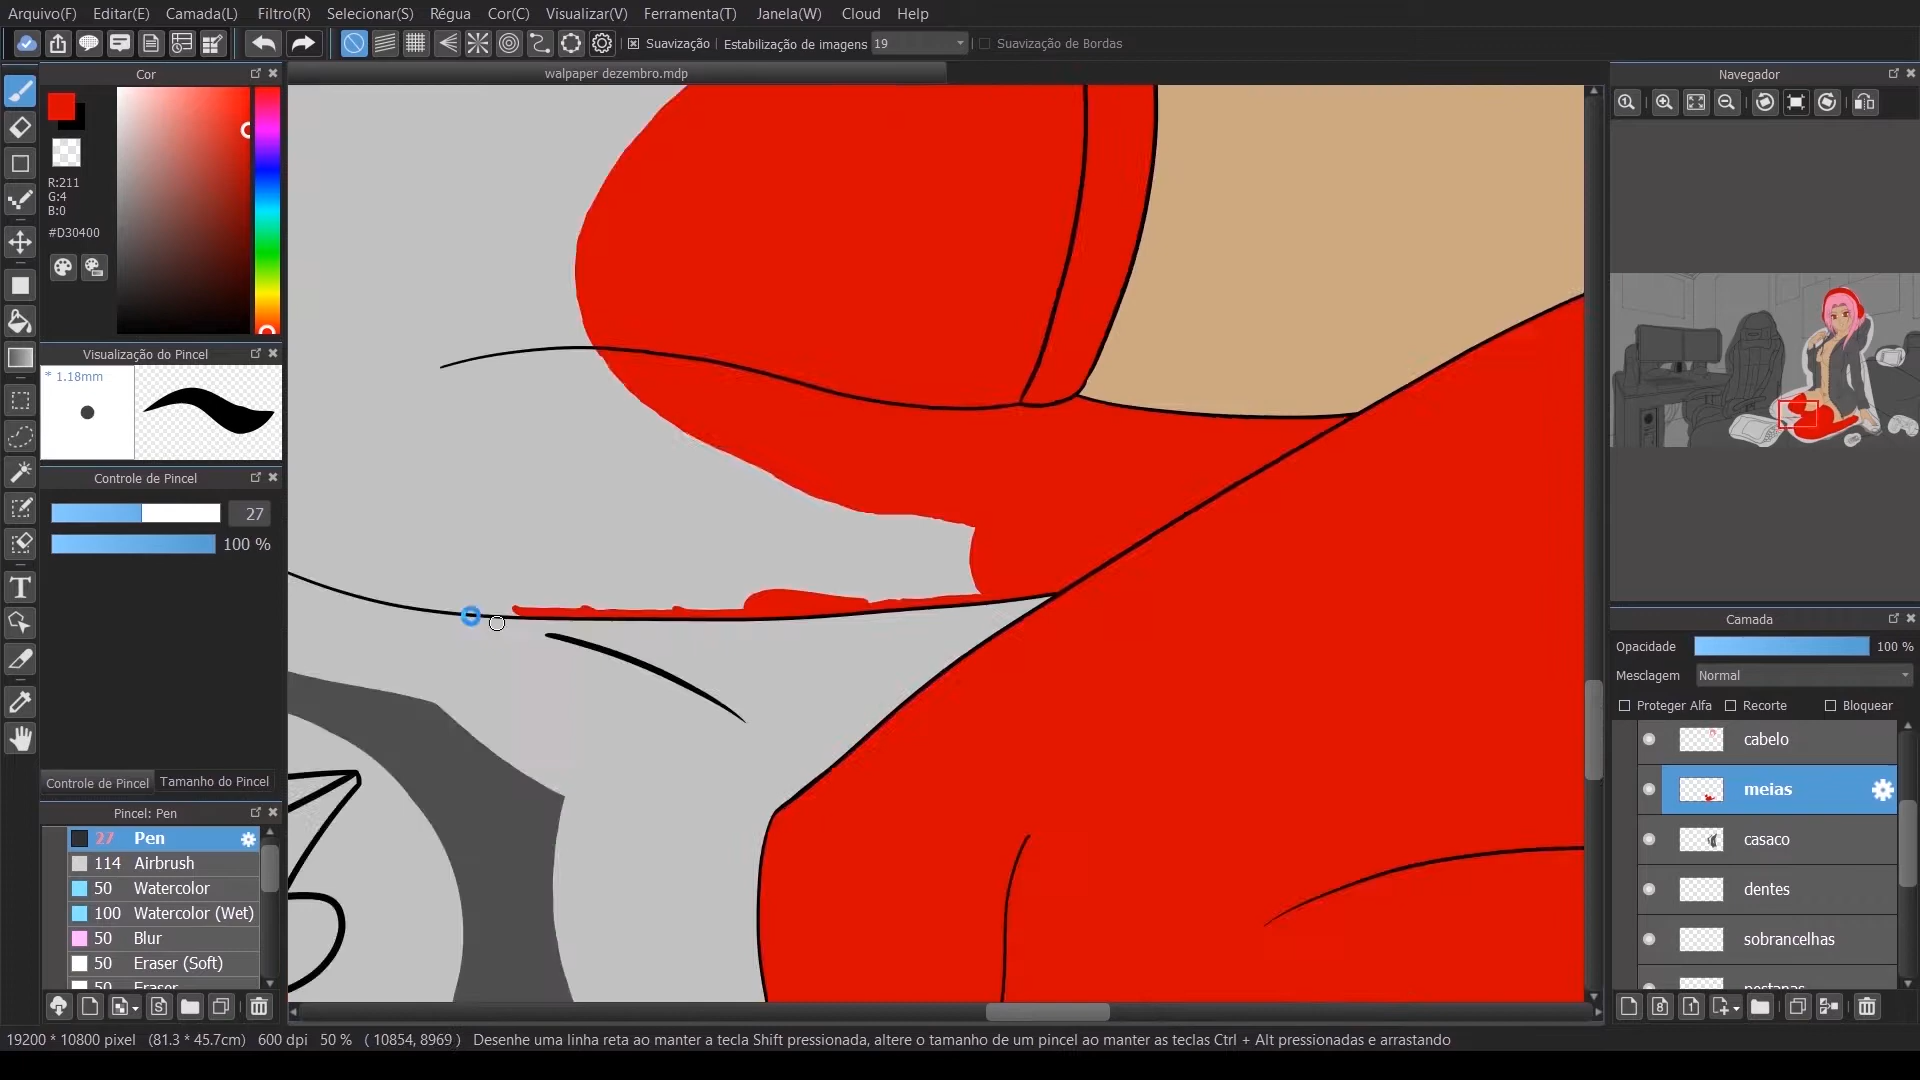 Arquivo(F) Editar(E) Camada(L) Filtro(R) Selecionar(S) Régua Cor(C) Visualizar(V) Ferramenta(T) Janela(W) Cloud Help
Suavização Estabilização de imagens 19 Suavização de Bordas
Cor
walpaper dezembro.mdp
Navegador
R:211
G:4
B:0
#D30400
Visualização do Pincel
* 1.18mm
Controle de Pincel
27
100 %
Controle de Pincel Tamanho do Pincel
Pincel: Pen
27 Pen
114 Airbrush
50 Watercolor
100 Watercolor (Wet)
50 Blur
50 Eraser (Soft)
50 Eraser
Camada
Opacidade 100 %
Mesclagem Normal
Proteger Alfa Recorte Bloquear
cabelo
meias
casaco
dentes
sobrancelhas
pestanas
19200 * 10800 pixel (81.3 * 45.7cm) 600 dpi 50 % ( 10854, 8969 ) Desenhe uma linha reta ao manter a tecla Shift pressionada, altere o tamanho de um pincel ao manter as teclas Ctrl + Alt pressionadas e arrastando